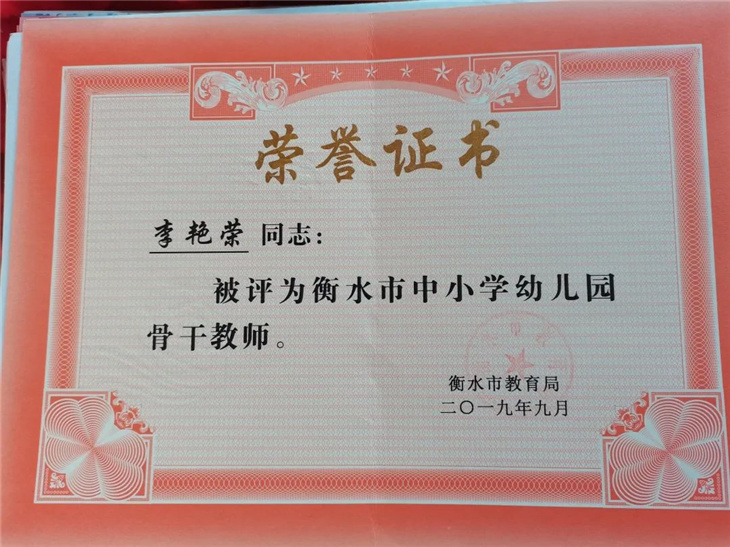 荣誉证书
李艳荣 同志：
被评为衡水市中小学幼儿园
骨干教师。
衡水市教育局
二〇一九年九月